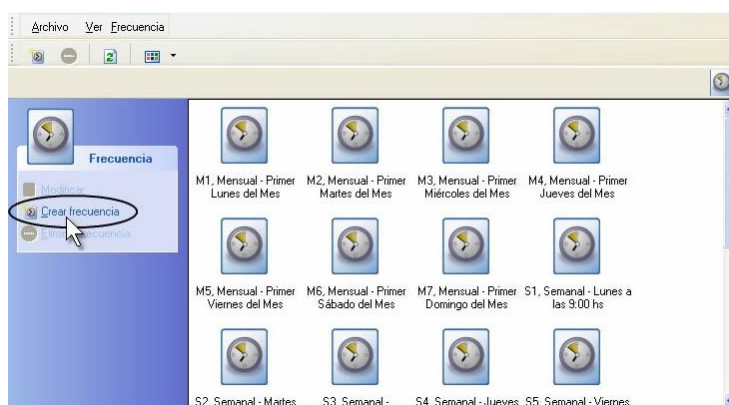 Archivo Ver Frecuencia
Frecuencia
Modificar
Crear frecuencia
Eliminar frecuencia
M1, Mensual - Primer
Lunes del Mes
M2, Mensual - Primer
Martes del Mes
M3, Mensual - Primer
Miércoles del Mes
M4, Mensual - Primer
Jueves del Mes
M5, Mensual - Primer
Viernes del Mes
M6, Mensual - Primer
Sábado del Mes
M7, Mensual - Primer
Domingo del Mes
S1, Semanal - Lunes a
las 9:00 hs
S2, Semanal - Martes
S3, Semanal -
S4, Semanal - Jueves
S5, Semanal - Viernes